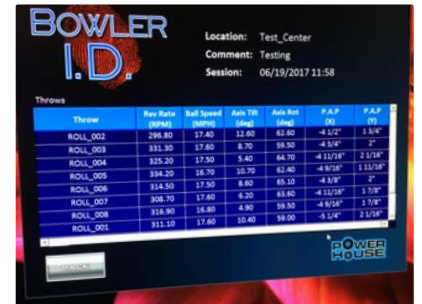 BOWLER
I.D.
Location: Test_Center
Comment: Testing
Session: 06/19/2017 11:58
Throws
Throw Rev Rate (RPM) Ball Speed (MPH) Axis Tilt (deg) Axis Rot (deg) P.A.P (X) P.A.P (Y)
ROLL_002 296.80 17.40 12.60 62.60 -4 1/2" 1 3/4"
ROLL_003 331.30 17.60 8.70 59.50 -4 3/4" 2"
ROLL_004 325.20 17.50 5.40 64.70 -4 11/16" 2 1/16"
ROLL_005 334.20 16.70 10.70 62.40 -4 9/16" 1 11/16"
ROLL_006 314.50 17.50 8.60 65.10 -4 3/8" 2"
ROLL_007 308.70 17.60 6.20 63.60 -4 11/16" 1 7/8"
ROLL_008 316.90 16.80 4.90 59.50 -4 9/16" 1 7/8"
ROLL_001 311.10 17.60 10.40 59.00 -5 1/4" 2 1/16"
POWER
HOUSE